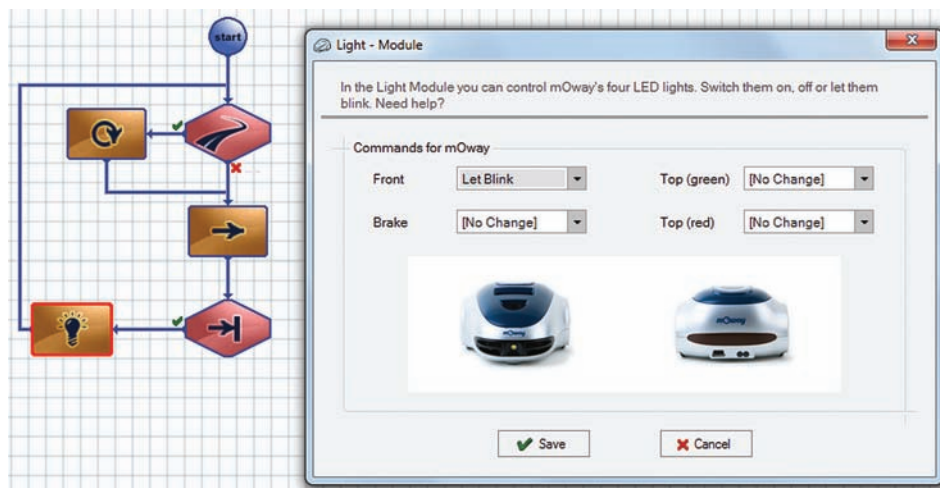 start
Light - Module
In the Light Module you can control mOway's four LED lights. Switch them on, off or let them
blink. Need help?
Commands for mOway
Front Let Blink Top (green) [No Change]
Brake [No Change] Top (red) [No Change]
mOway mOway
Save Cancel